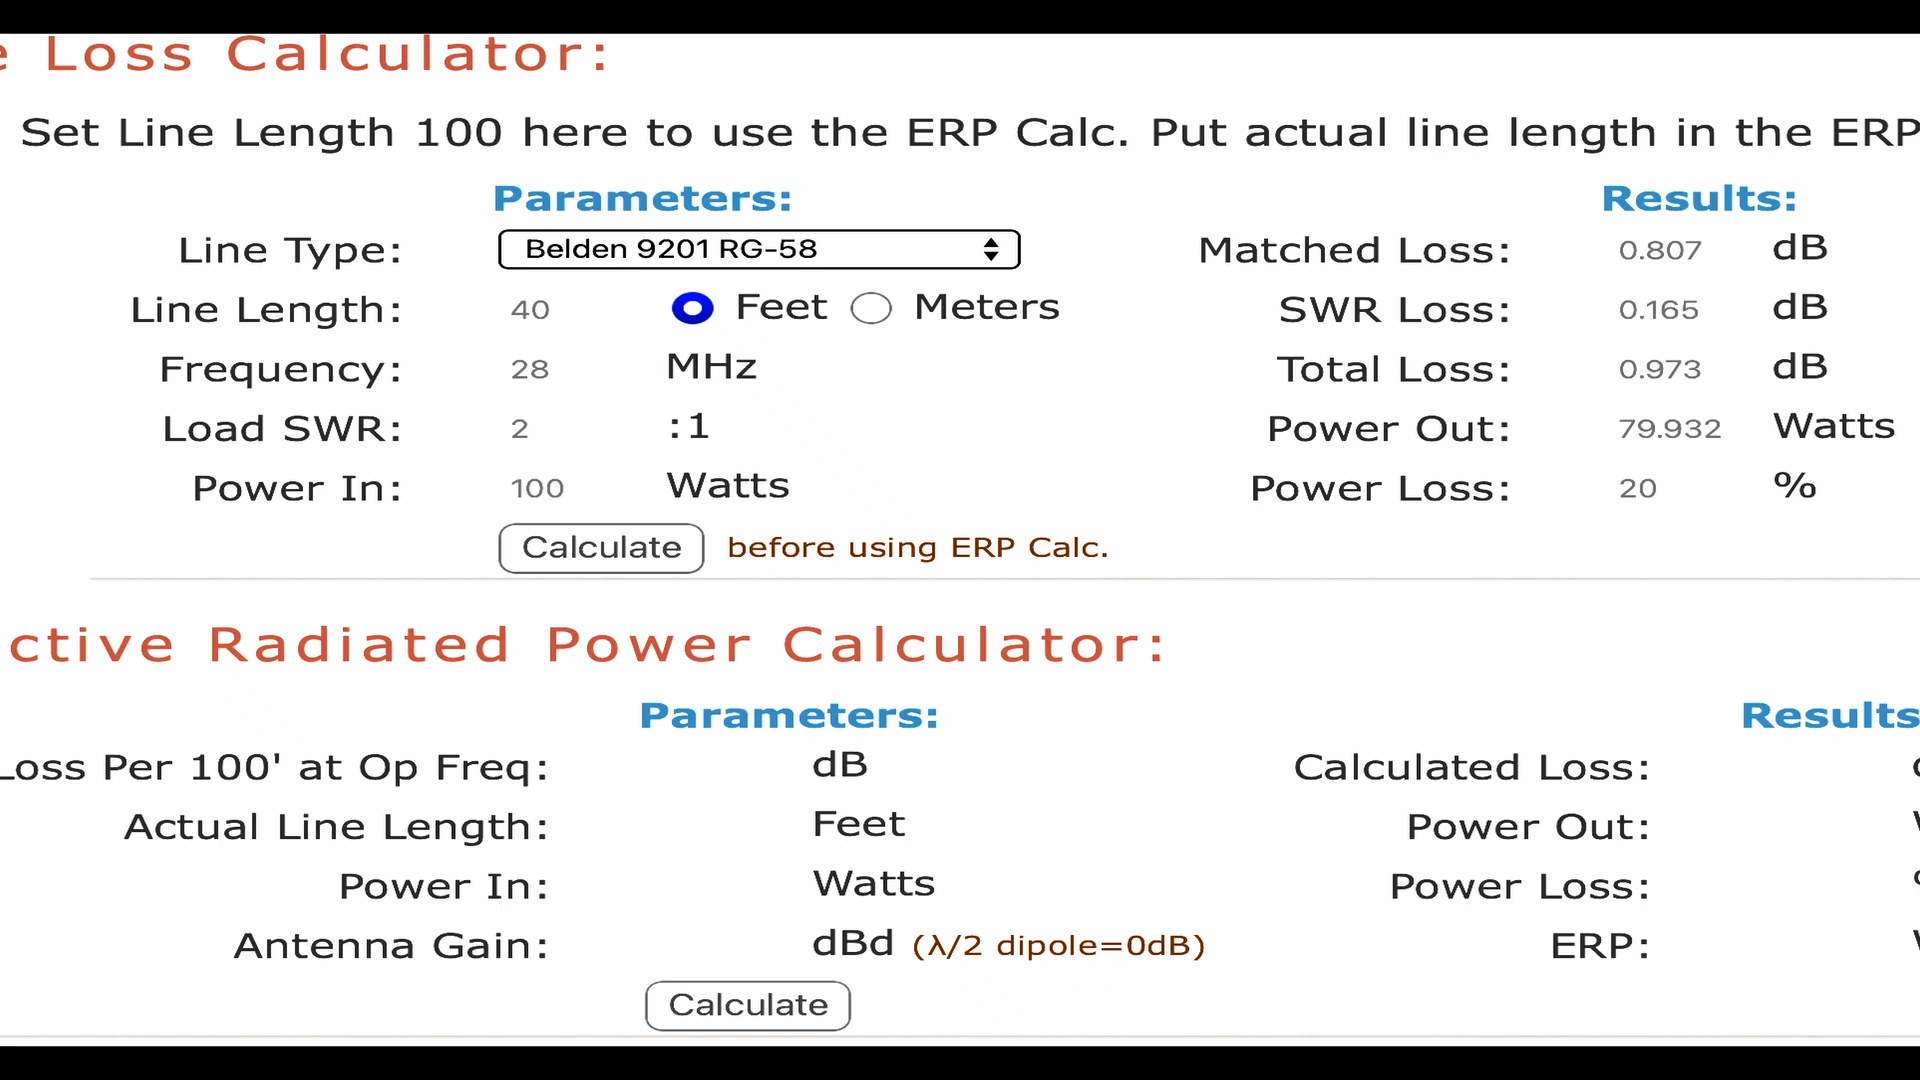 e Loss Calculator:
Set Line Length 100 here to use the ERP Calc. Put actual line length in the ERP
Parameters: Results:
Line Type: Belden 9201 RG-58 Matched Loss: 0.807 dB
Line Length: 40 Feet Meters SWR Loss: 0.165 dB
Frequency: 28 MHz Total Loss: 0.973 dB
Load SWR: 2 :1 Power Out: 79.932 Watts
Power In: 100 Watts Power Loss: 20 %
Calculate before using ERP Calc.
ctive Radiated Power Calculator:
Parameters: Results
Loss Per 100' at Op Freq: dB Calculated Loss:
Actual Line Length: Feet Power Out:
Power In: Watts Power Loss:
Antenna Gain: dBd (λ/2 dipole=0dB) ERP:
Calculate